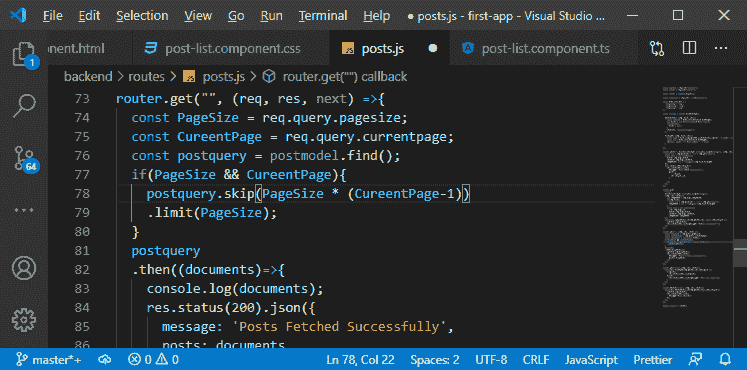 File Edit View Go Run Terminal Help ● posts.js - first-app - Visual Studio ...
onent.html post-list.component.css posts.js post-list.component.ts
backend > routes > posts.js > router.get("") callback
73 router.get("", (req, res, next) =>{
74 const PageSize = req.query.pagesize;
75 const CureentPage = req.query.currentpage;
76 const postquery = postmodel.find();
77 if(PageSize && CureentPage){
78 postquery.skip(PageSize * (CureentPage-1))
79 .limit(PageSize);
80 }
81 postquery
82 .then((documents)=>{
83 console.log(documents);
84 res.status(200).json({
85 message: 'Posts Fetched Successfully',
86 posts: documents
1
64
master*+ 0 0 Ln 78, Col 22 Spaces: 2 UTF-8 CRLF JavaScript Prettier